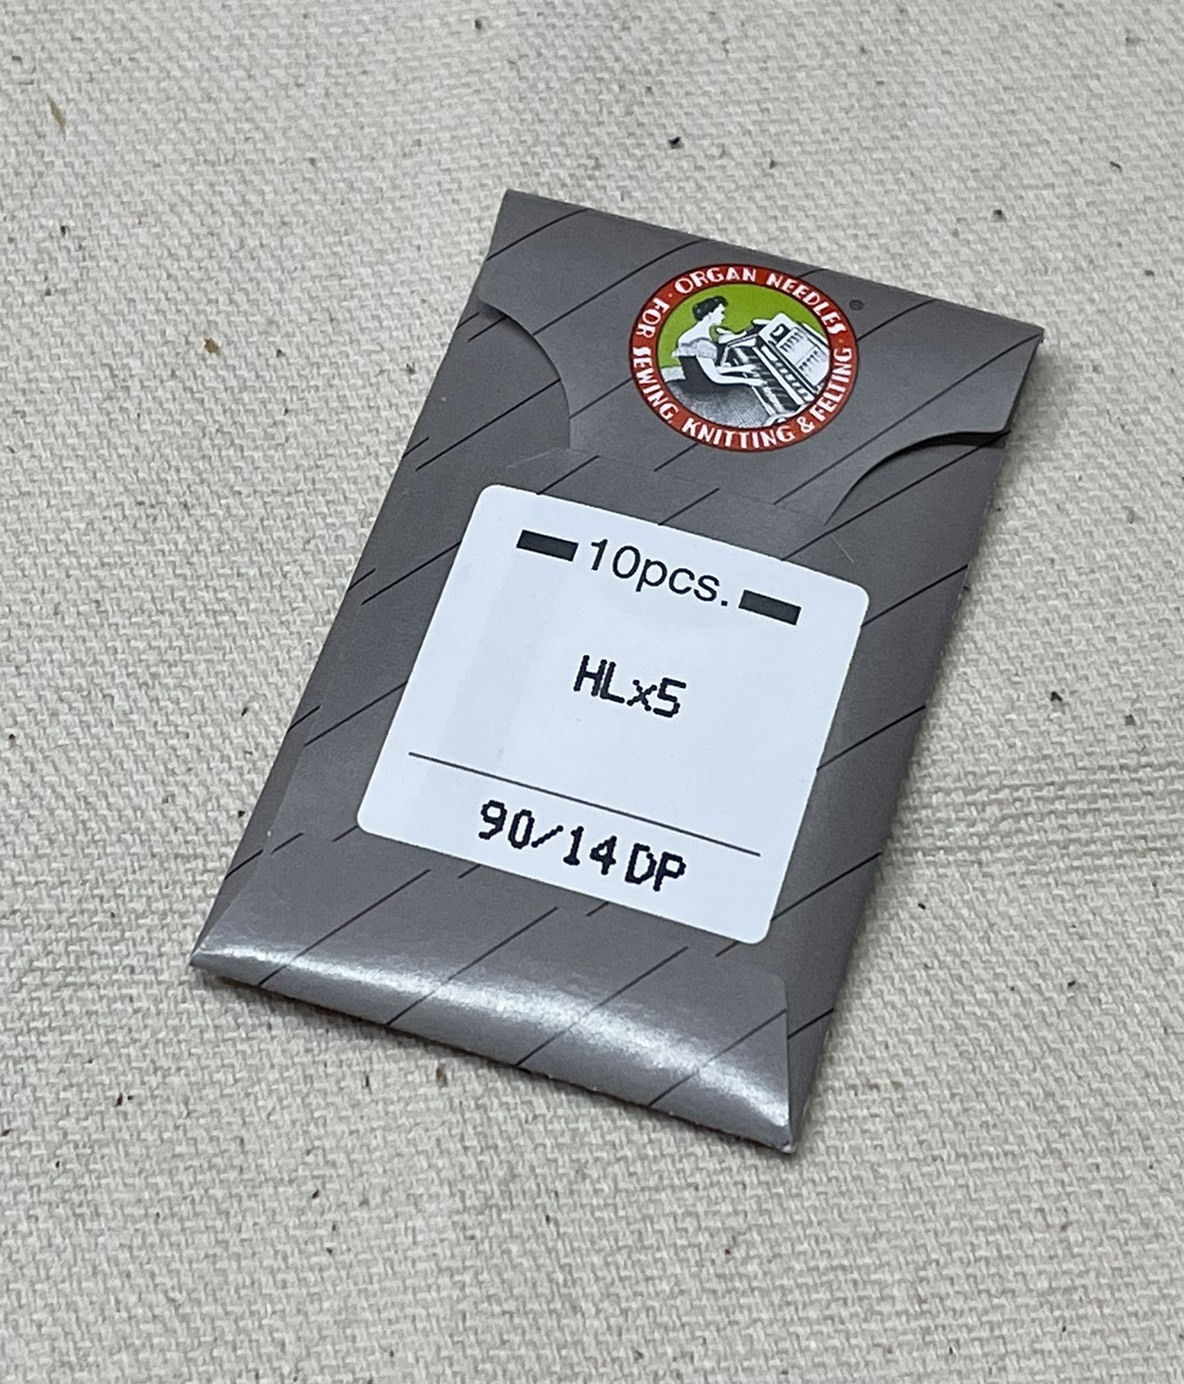 · ORGAN NEEDLES ·
FOR SEWING, KNITTING & FELTING
®
10pcs.
HLx5
90/14 DP